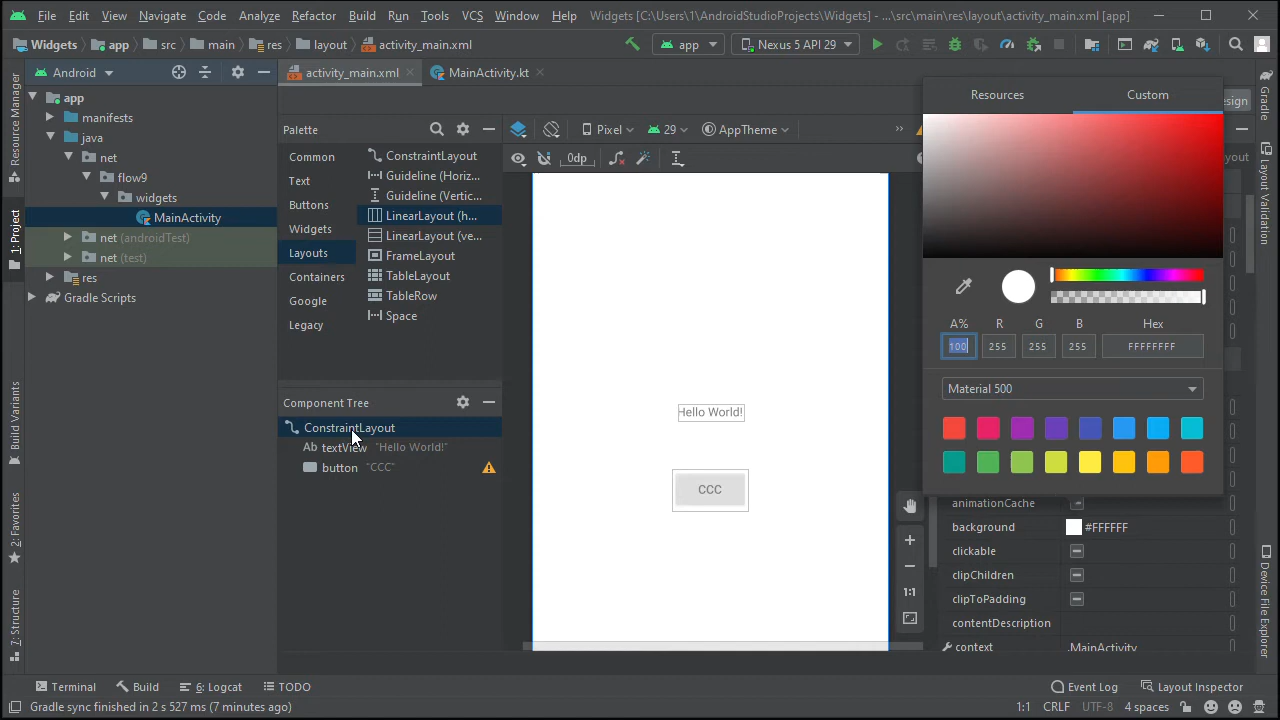 File Edit View Navigate Code Analyze Refactor Build Run Tools VCS Window Help Widgets [C:\Users\1\AndroidStudioProjects\Widgets] - ...\src\main\res\layout\activity_main.xml [app]
Widgets app src main res layout activity_main.xml app Nexus 5 API 29
Android
activity_main.xml MainActivity.kt
Resource Manager
1: Project
Build Variants
2: Favorites
7: Structure
app
manifests
java
net
flow9
widgets
MainActivity
net (androidTest)
net (test)
res
Gradle Scripts
Palette
Common
Text
Buttons
Widgets
Layouts
Containers
Google
Legacy
ConstraintLayout
Guideline (Horiz...
Guideline (Vertic...
LinearLayout (h...
LinearLayout (ve...
FrameLayout
TableLayout
TableRow
Space
Component Tree
ConstraintLayout
Ab textView "Hello World!"
button "CCC"
Pixel 29 AppTheme »
0dp
Hello World!
CCC
1:1
esign
yout
Resources Custom
A% R G B Hex
100 255 255 255 FFFFFFFF
Material 500
animationCache
background #FFFFFF
clickable
clipChildren
clipToPadding
contentDescription
context .MainActivity
Gradle
Layout Validation
Device File Explorer
Terminal Build 6: Logcat TODO Event Log Layout Inspector
Gradle sync finished in 2 s 527 ms (7 minutes ago) 1:1 CRLF UTF-8 4 spaces